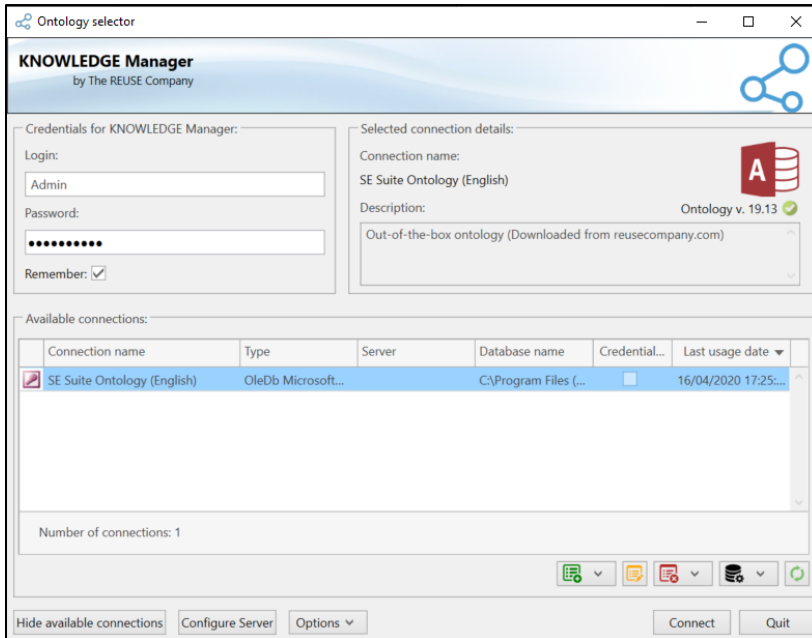 Ontology selector
KNOWLEDGE Manager
by The REUSE Company
Credentials for KNOWLEDGE Manager:
Login:
Admin
Password:
••••••••••
Remember:
Selected connection details:
Connection name:
SE Suite Ontology (English)
A
Description:
Ontology v. 19.13
Out-of-the-box ontology (Downloaded from reusecompany.com)
Available connections:
Connection name Type Server Database name Credential... Last usage date
SE Suite Ontology (English) OleDb Microsoft... C:\Program Files (... 16/04/2020 17:25:...
Number of connections: 1
Hide available connections Configure Server Options Connect Quit